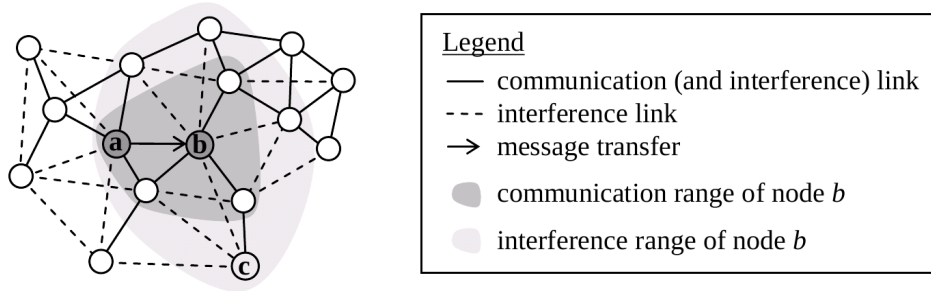 a
b
c
Legend
communication (and interference) link
interference link
message transfer
communication range of node b
interference range of node b